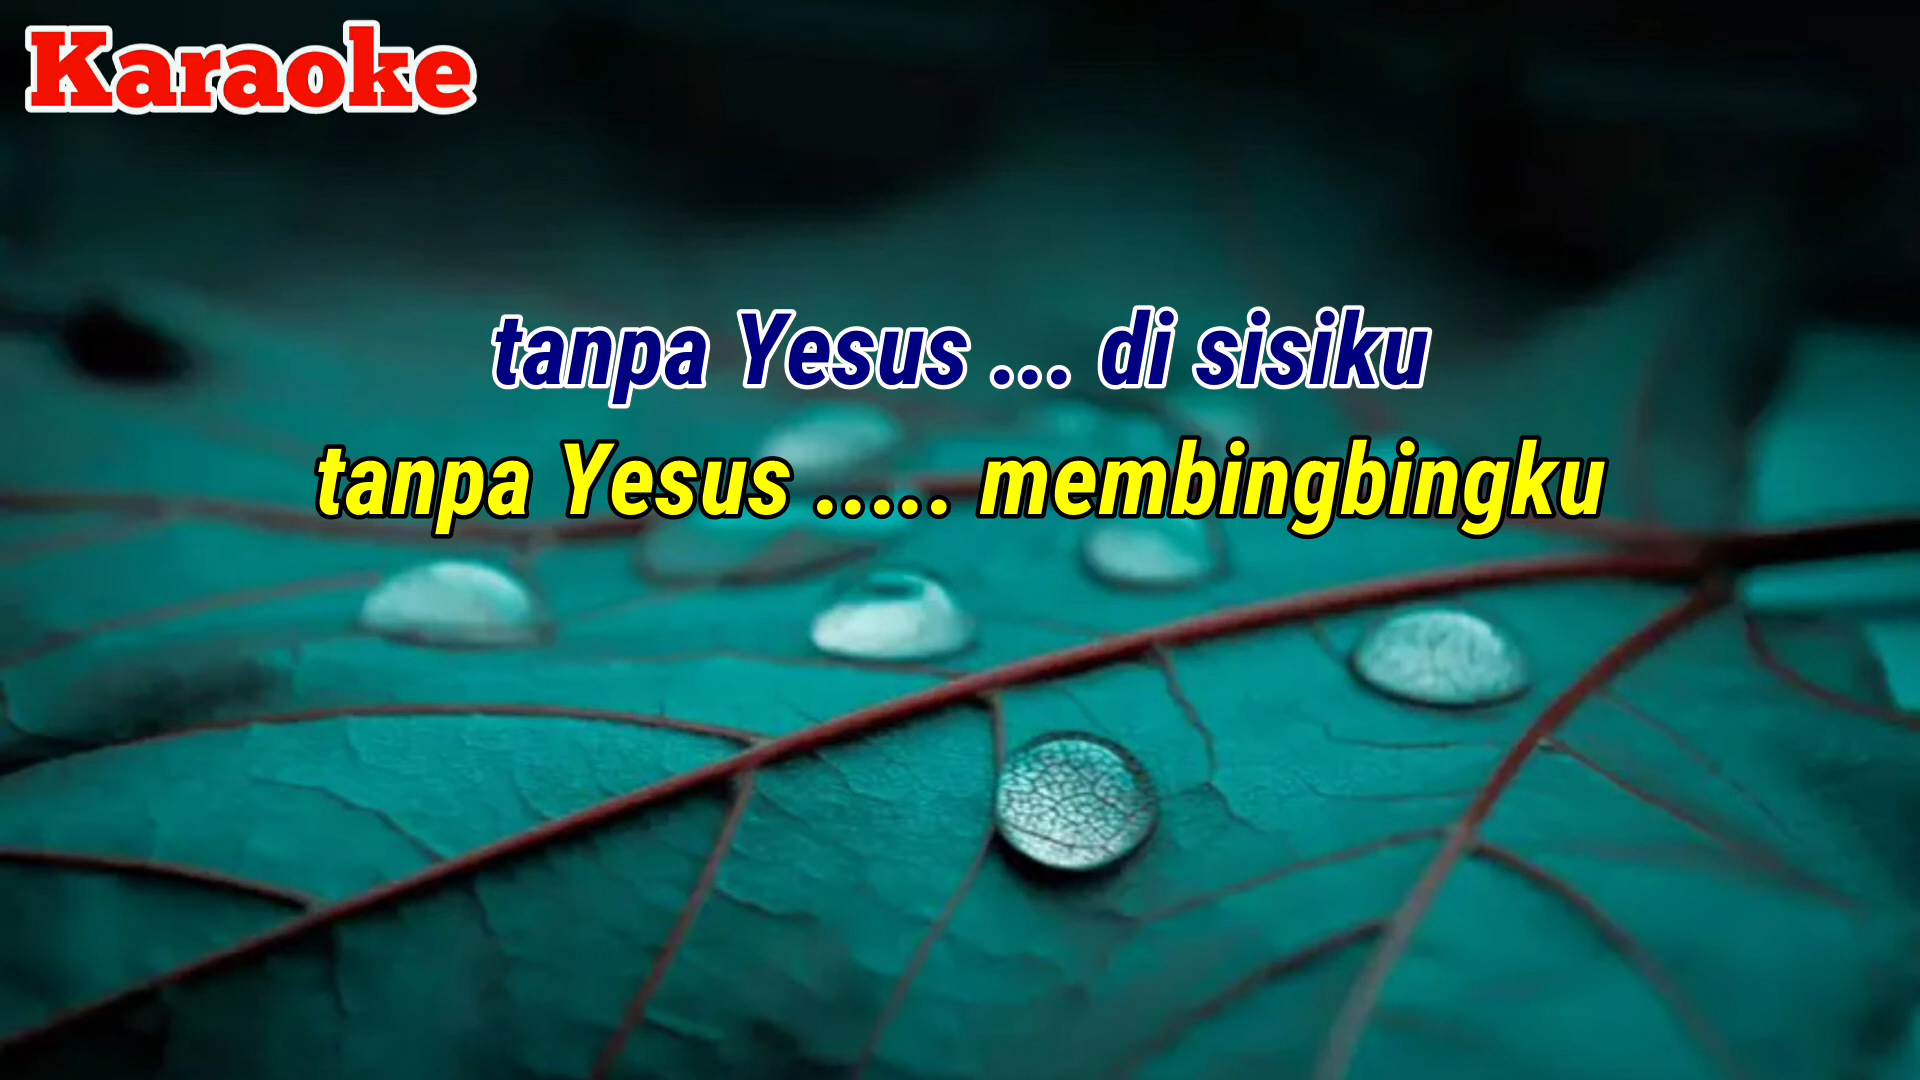 Karaoke
tanpa Yesus ... di sisiku
tanpa Yesus ..... membingbingku